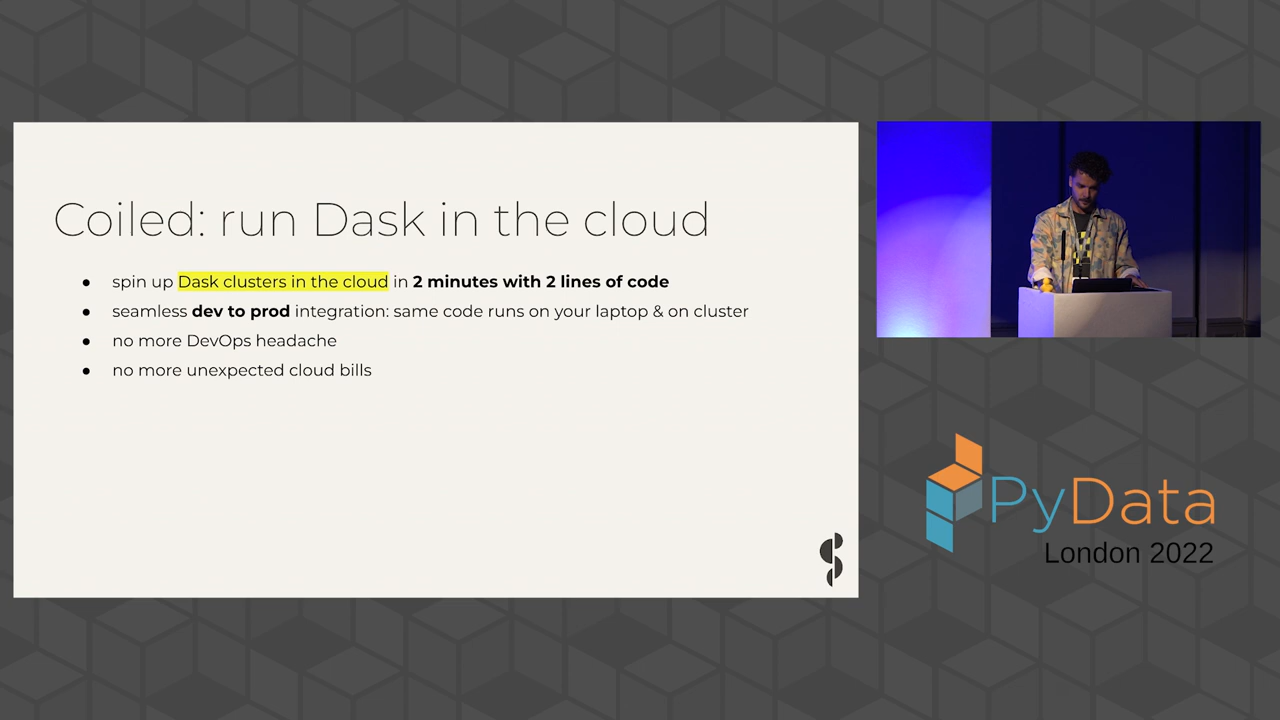 Coiled: run Dask in the cloud
● spin up Dask clusters in the cloud in 2 minutes with 2 lines of code
● seamless dev to prod integration: same code runs on your laptop & on cluster
● no more DevOps headache
● no more unexpected cloud bills
PyData
London 2022